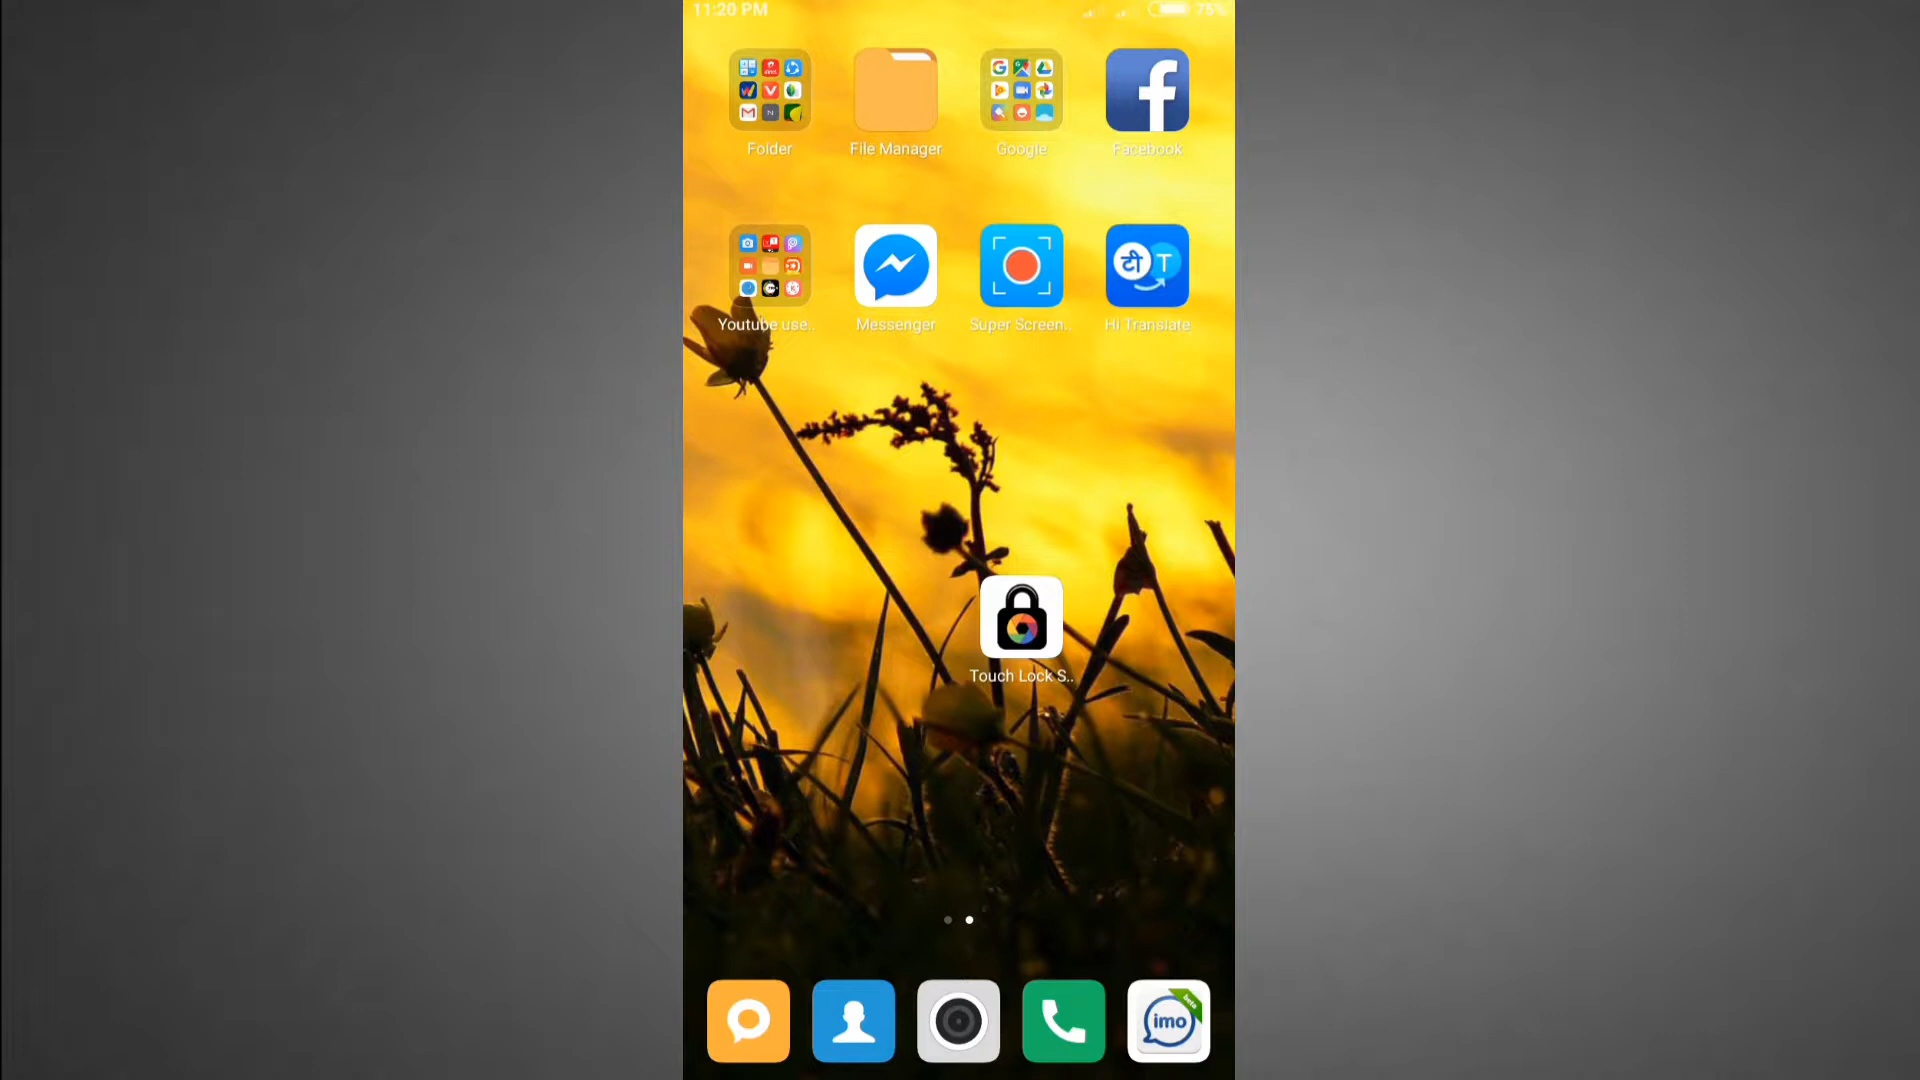 11:20 PM 75%
Folder File Manager Google Facebook
टी T
Youtube use.. Messenger Super Screen.. Hi Translate
Touch Lock S..
beta
imo